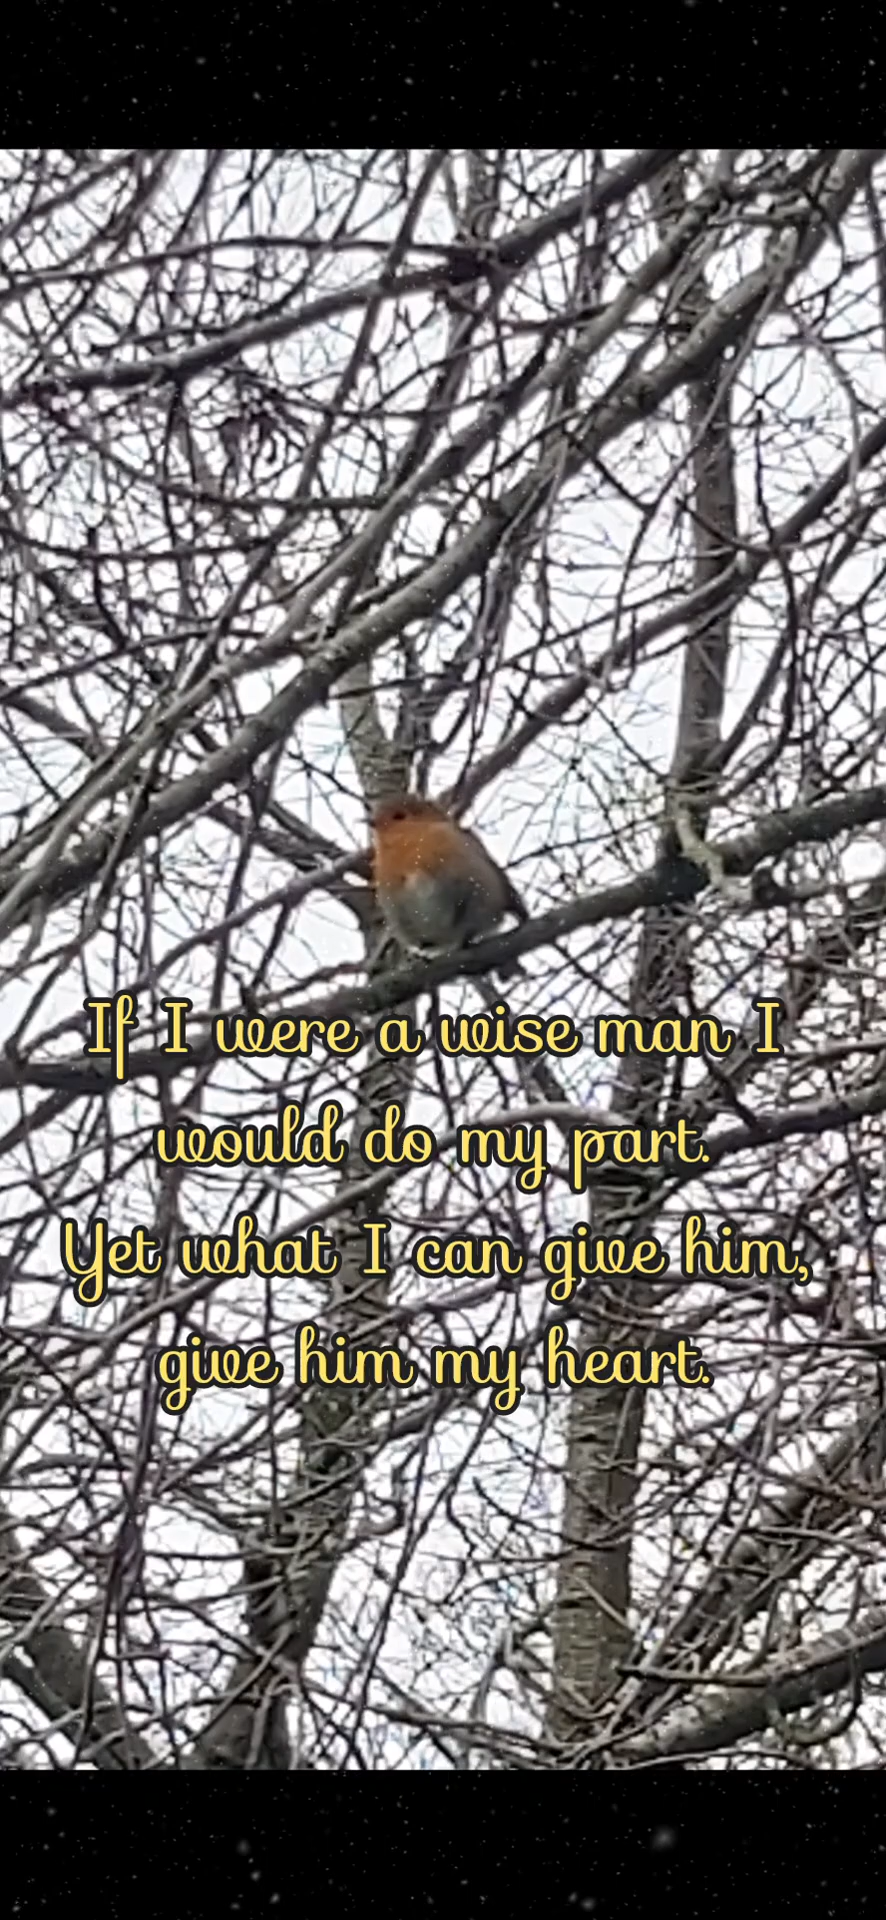 If I were a wise man I
would do my part.
Yet what I can give him,
give him my heart.